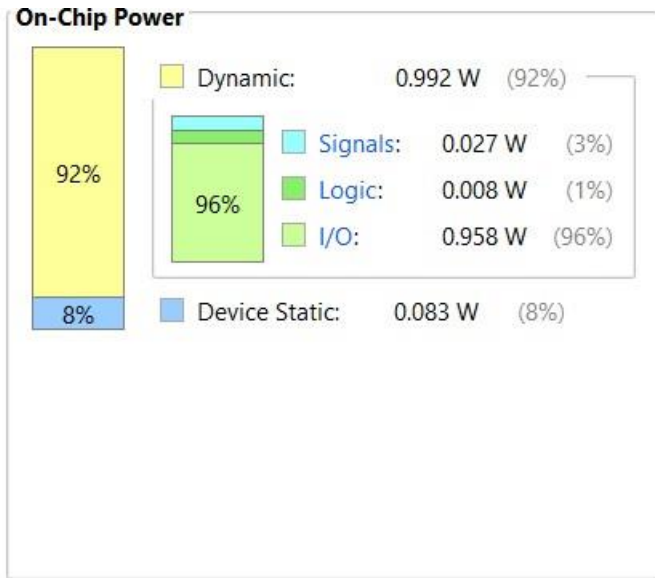 On-Chip Power
Dynamic: 0.992 W (92%)
92%
96%
Signals: 0.027 W (3%)
Logic: 0.008 W (1%)
I/O: 0.958 W (96%)
8%
Device Static: 0.083 W (8%)